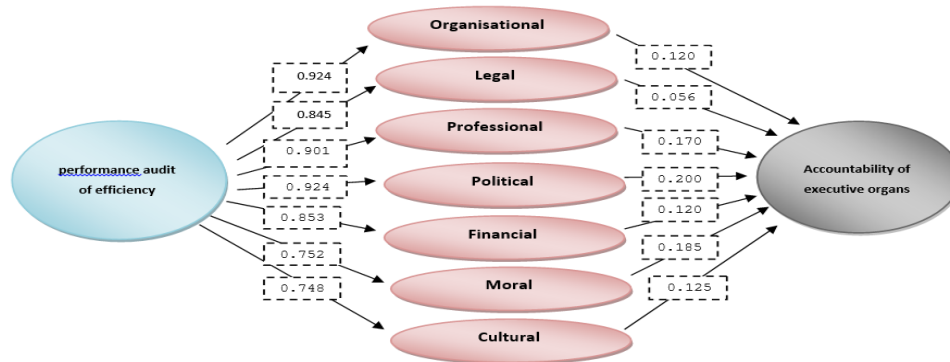 Organisational
0.120
0.924
Legal
0.056
0.845
Professional
0.170
0.901
performance audit
of efficiency
Political
0.200
0.924
Accountability of
executive organs
0.120
0.853
Financial
0.185
0.752
Moral
0.125
0.748
Cultural